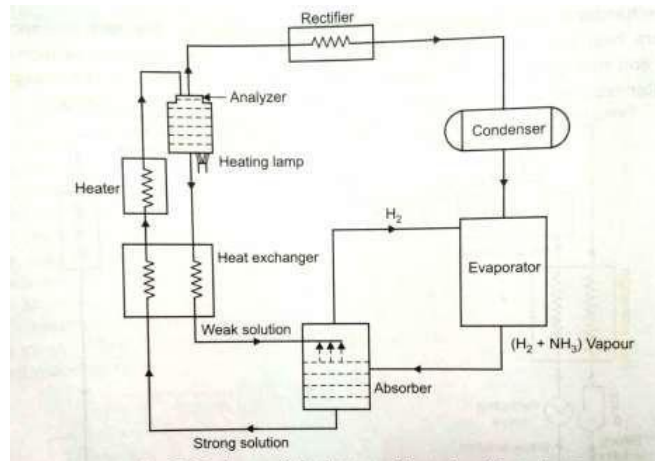 Rectifier
Analyzer
Condenser
Heating lamp
Heater
H₂
Heat exchanger
Evaporator
Weak solution
(H₂ + NH₃) Vapour
Absorber
Strong solution